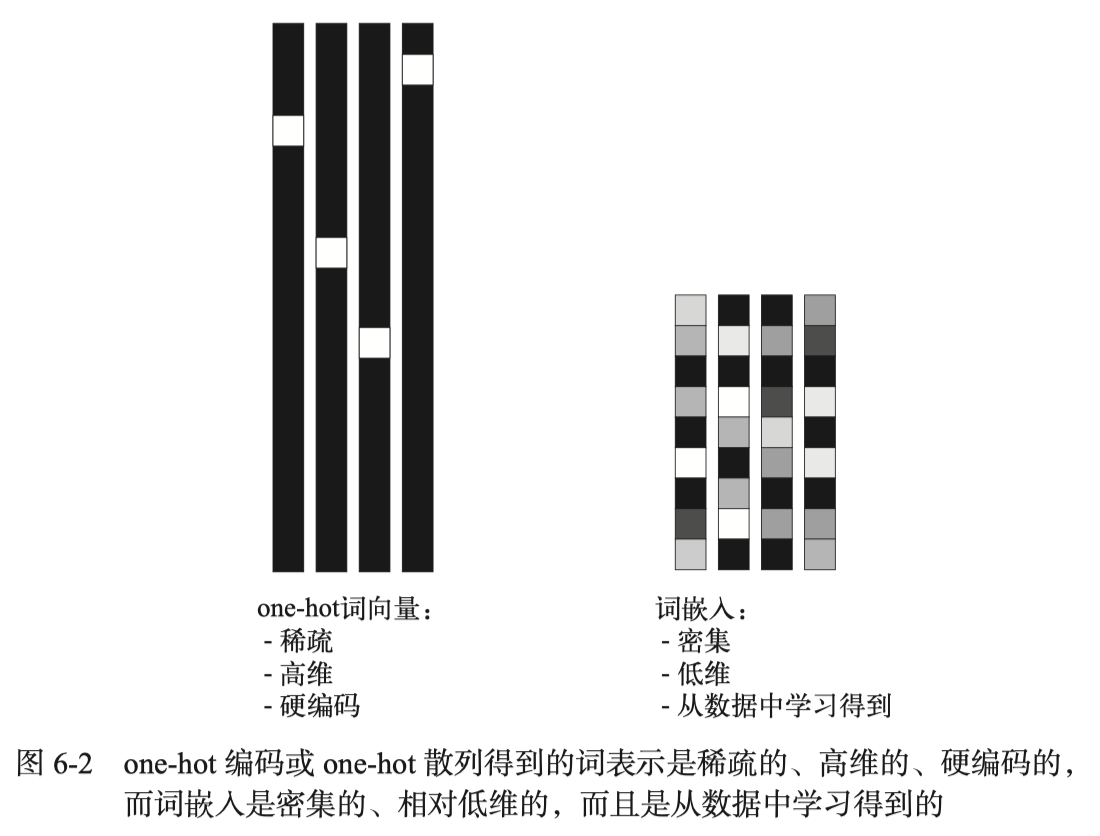 one-hot词向量：
- 稀疏
- 高维
- 硬编码
词嵌入：
- 密集
- 低维
- 从数据中学习得到
图 6-2 one-hot 编码或 one-hot 散列得到的词表示是稀疏的、高维的、硬编码的，
而词嵌入是密集的、相对低维的，而且是从数据中学习得到的